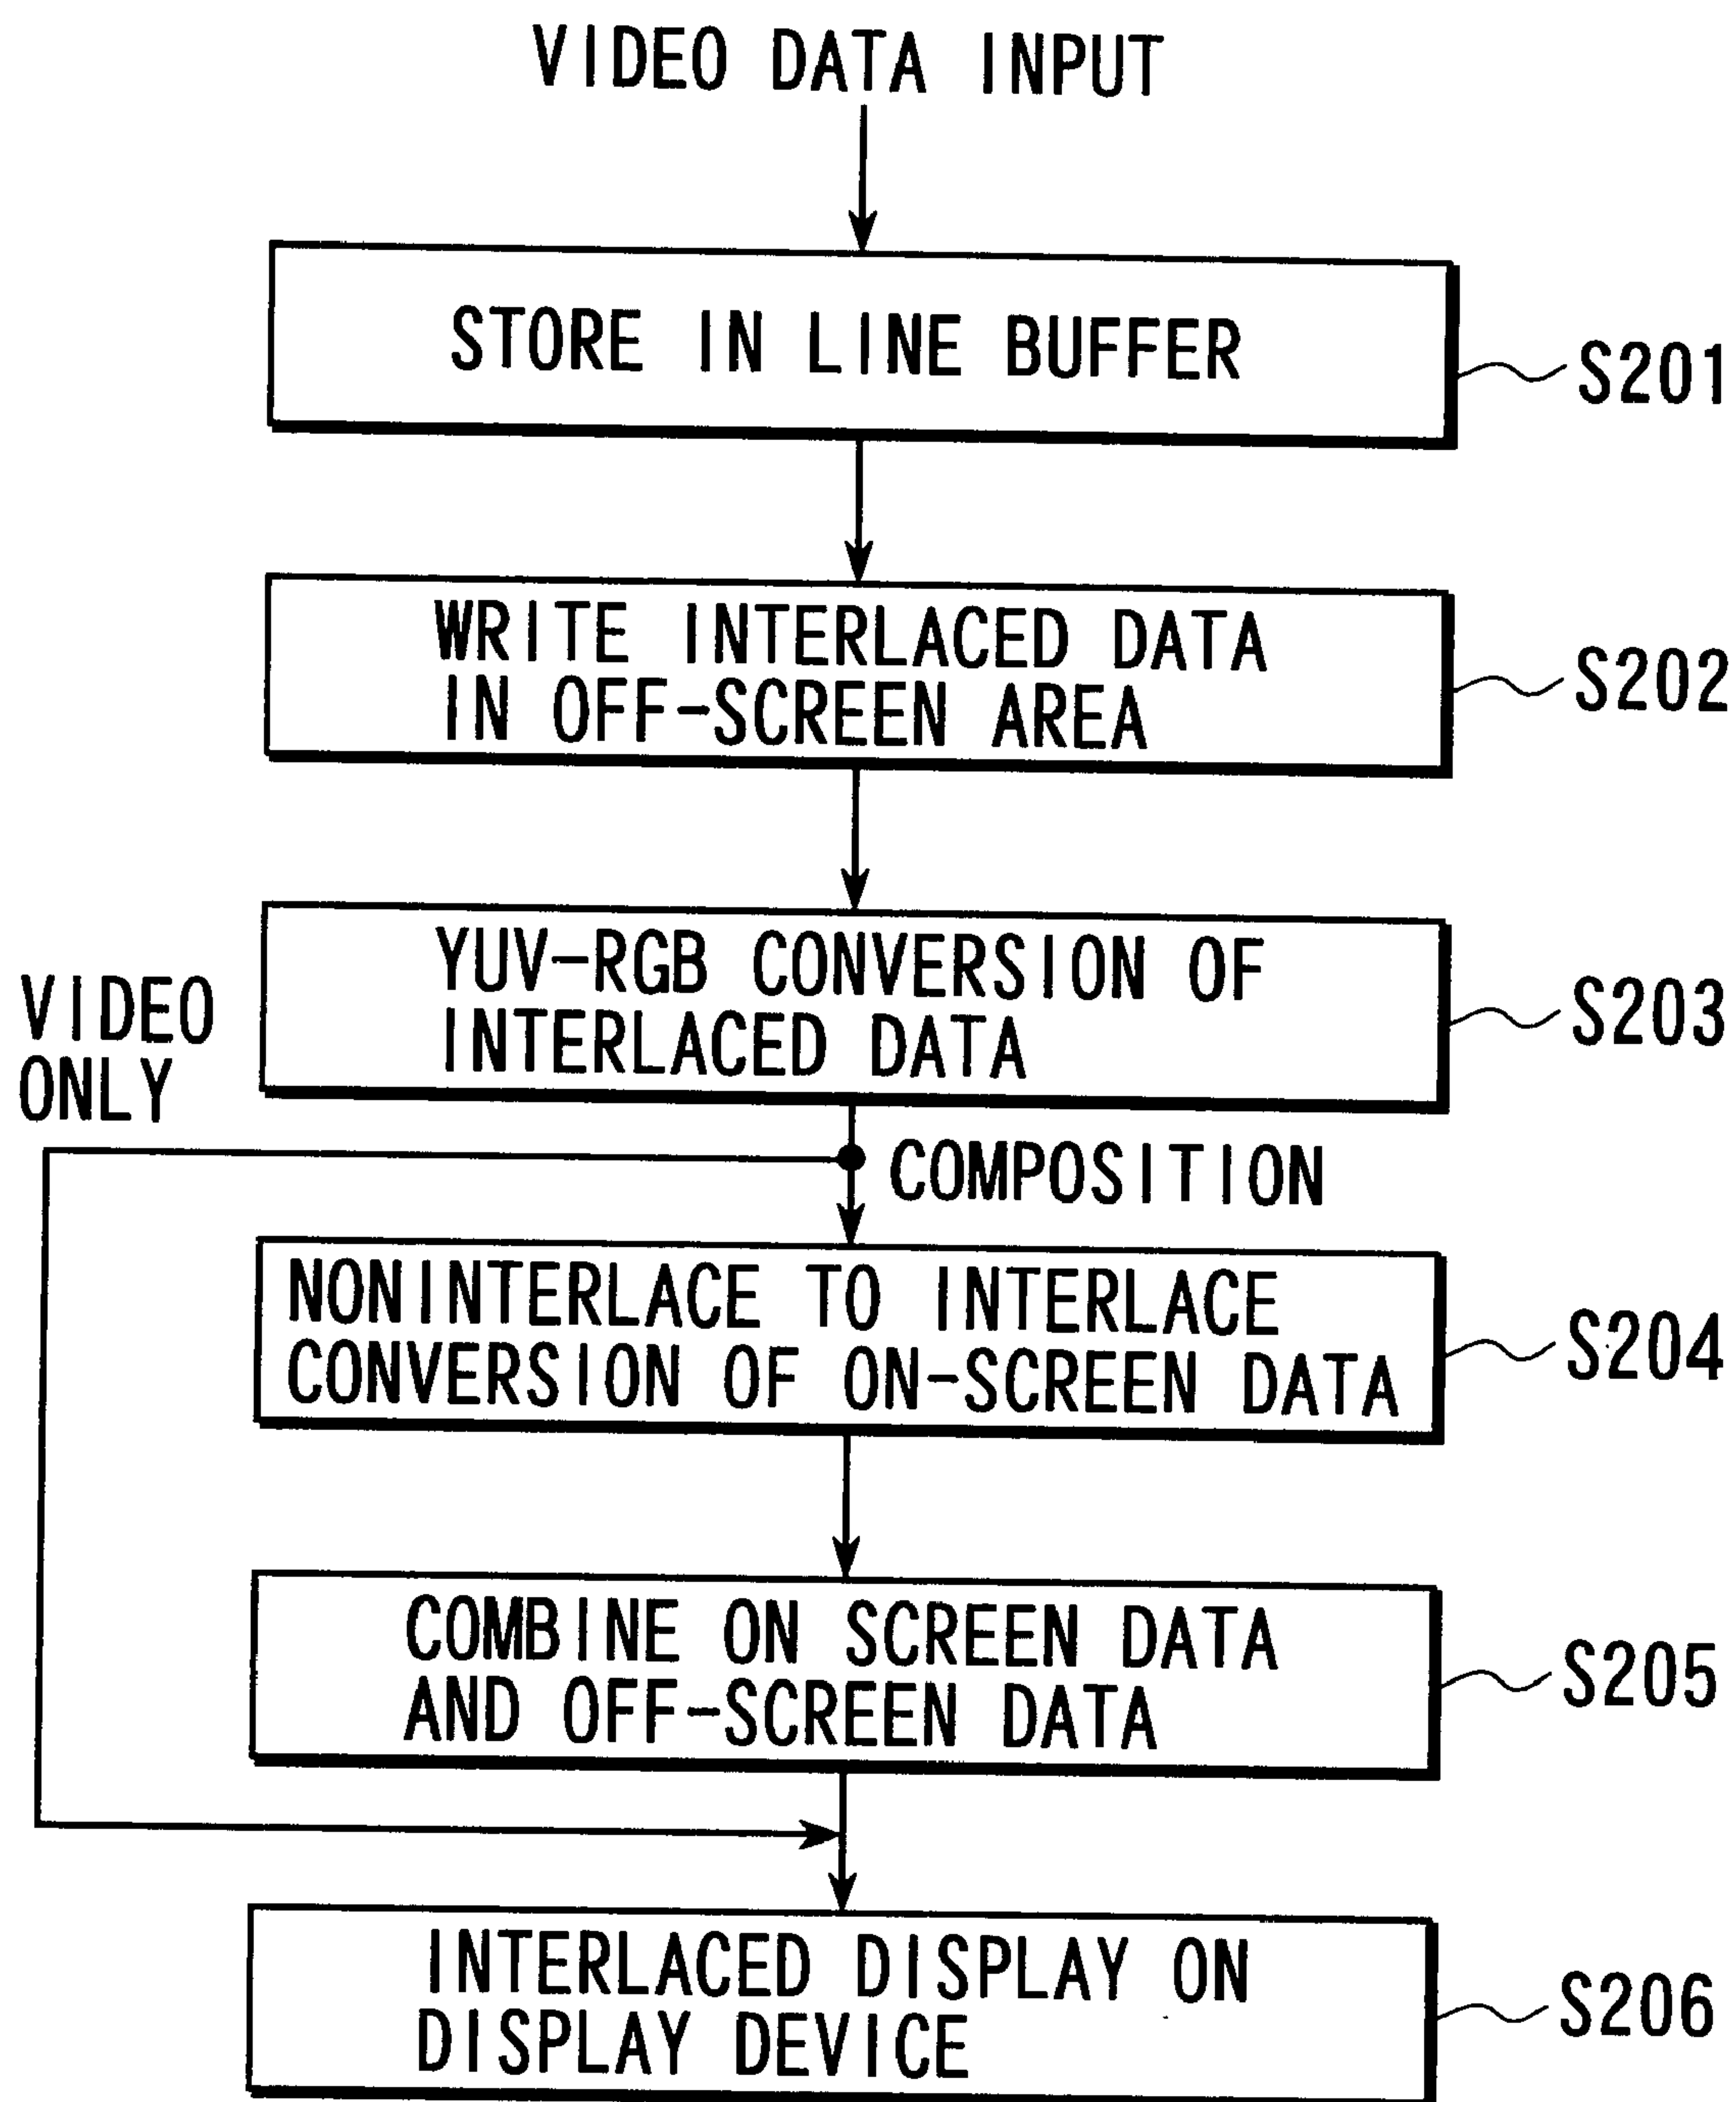 VIDEO DATA INPUT
STORE IN LINE BUFFER
S201
WRITE INTERLACED DATA
IN OFF-SCREEN AREA
S202
YUV-RGB CONVERSION OF
INTERLACED DATA
S203
VIDEO
ONLY
COMPOSITION
NONINTERLACE TO INTERLACE
CONVERSION OF ON-SCREEN DATA
S204
COMBINE ON SCREEN DATA
AND OFF-SCREEN DATA
S205
INTERLACED DISPLAY ON
DISPLAY DEVICE
S206